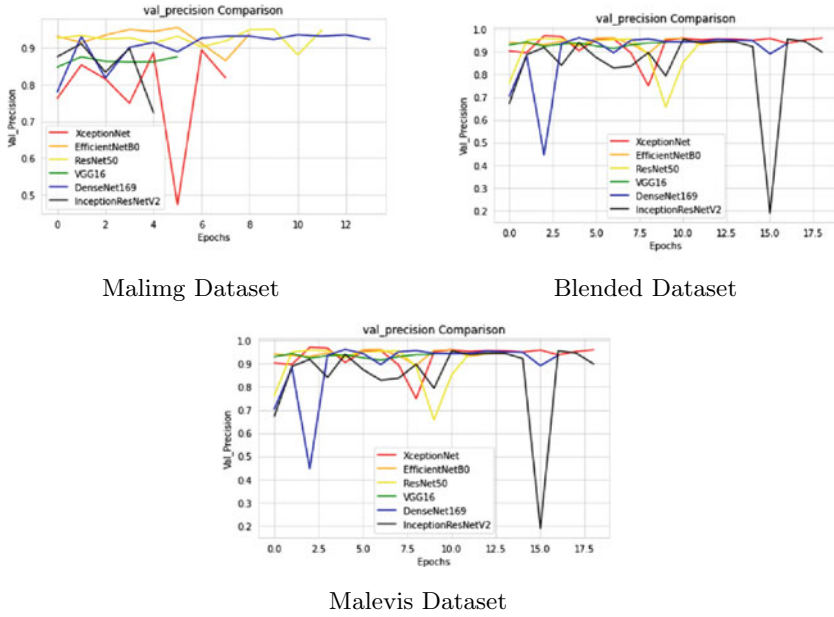 val_precision Comparison
Val_Precision
0.9
0.8
0.7
0.6
0.5
XceptionNet
EfficientNetB0
ResNet50
VGG16
DenseNet169
InceptionResNetV2
0 2 4 6 8 10 12
Epochs
Malimg Dataset
val_precision Comparison
Val_Precision
1.0
0.9
0.8
0.7
0.6
0.5
0.4
0.3
0.2
XceptionNet
EfficientNetB0
ResNet50
VGG16
DenseNet169
InceptionResNetV2
0.0 2.5 5.0 7.5 10.0 12.5 15.0 17.5
Epochs
Blended Dataset
val_precision Comparison
Val_Precision
1.0
0.9
0.8
0.7
0.6
0.5
0.4
0.3
0.2
XceptionNet
EfficientNetB0
ResNet50
VGG16
DenseNet169
InceptionResNetV2
0.0 2.5 5.0 7.5 10.0 12.5 15.0 17.5
Epochs
Malevis Dataset